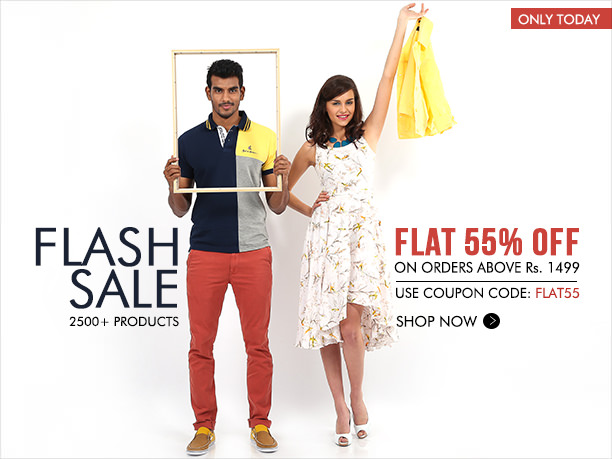 ONLY TODAY
FLASH
SALE
2500+ PRODUCTS
FLAT 55% OFF
ON ORDERS ABOVE Rs. 1499
USE COUPON CODE: FLAT55
SHOP NOW